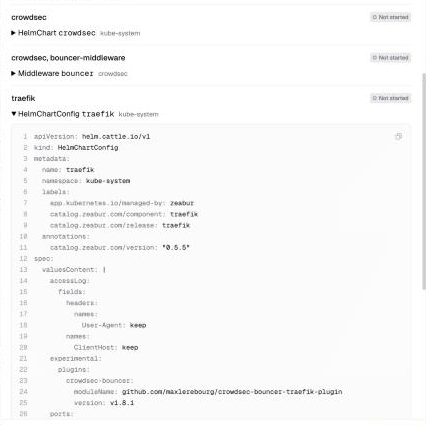 crowdsec
Not started
HelmChart crowdsec kube-system
crowdsec, bouncer-middleware
Not started
Middleware bouncer crowdsec
traefik
Not started
HelmChartConfig traefik kube-system
1 apiVersion: helm.cattle.io/v1
2 kind: HelmChartConfig
3 metadata:
4 name: traefik
5 namespace: kube-system
6 labels:
7 app.kubernetes.io/managed-by: zeabur
8 catalog.zeabur.com/component: traefik
9 catalog.zeabur.com/release: traefik
10 annotations:
11 catalog.zeabur.com/version: "0.5.5"
12 spec:
13 valuesContent: |
14 accessLog:
15 fields:
16 headers:
17 names:
18 User-Agent: keep
19 names:
20 ClientHost: keep
21 experimental:
22 plugins:
23 crowdsec-bouncer:
24 moduleName: github.com/maxlerebourg/crowdsec-bouncer-traefik-plugin
25 version: v1.8.1
26 ports: